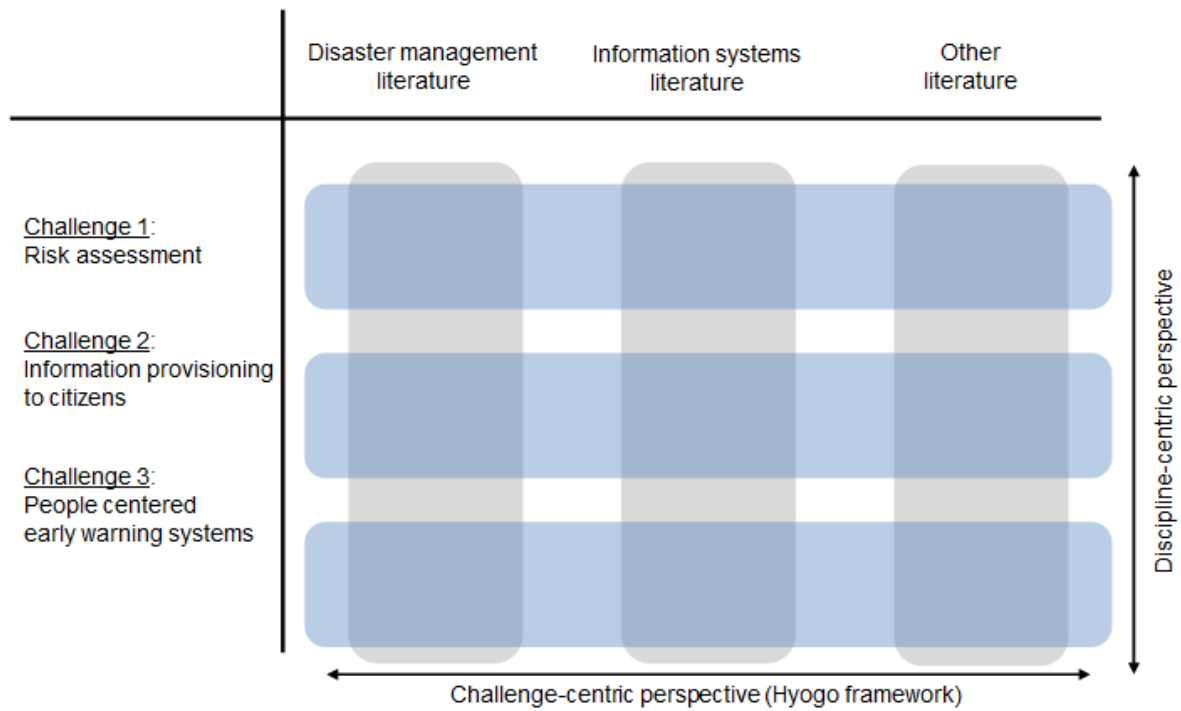 Disaster management
literature
Information systems
literature
Other
literature
Challenge 1:
Risk assessment
Challenge 2:
Information provisioning
to citizens
Challenge 3:
People centered
early warning systems
Discipline-centric perspective
Challenge-centric perspective (Hyogo framework)